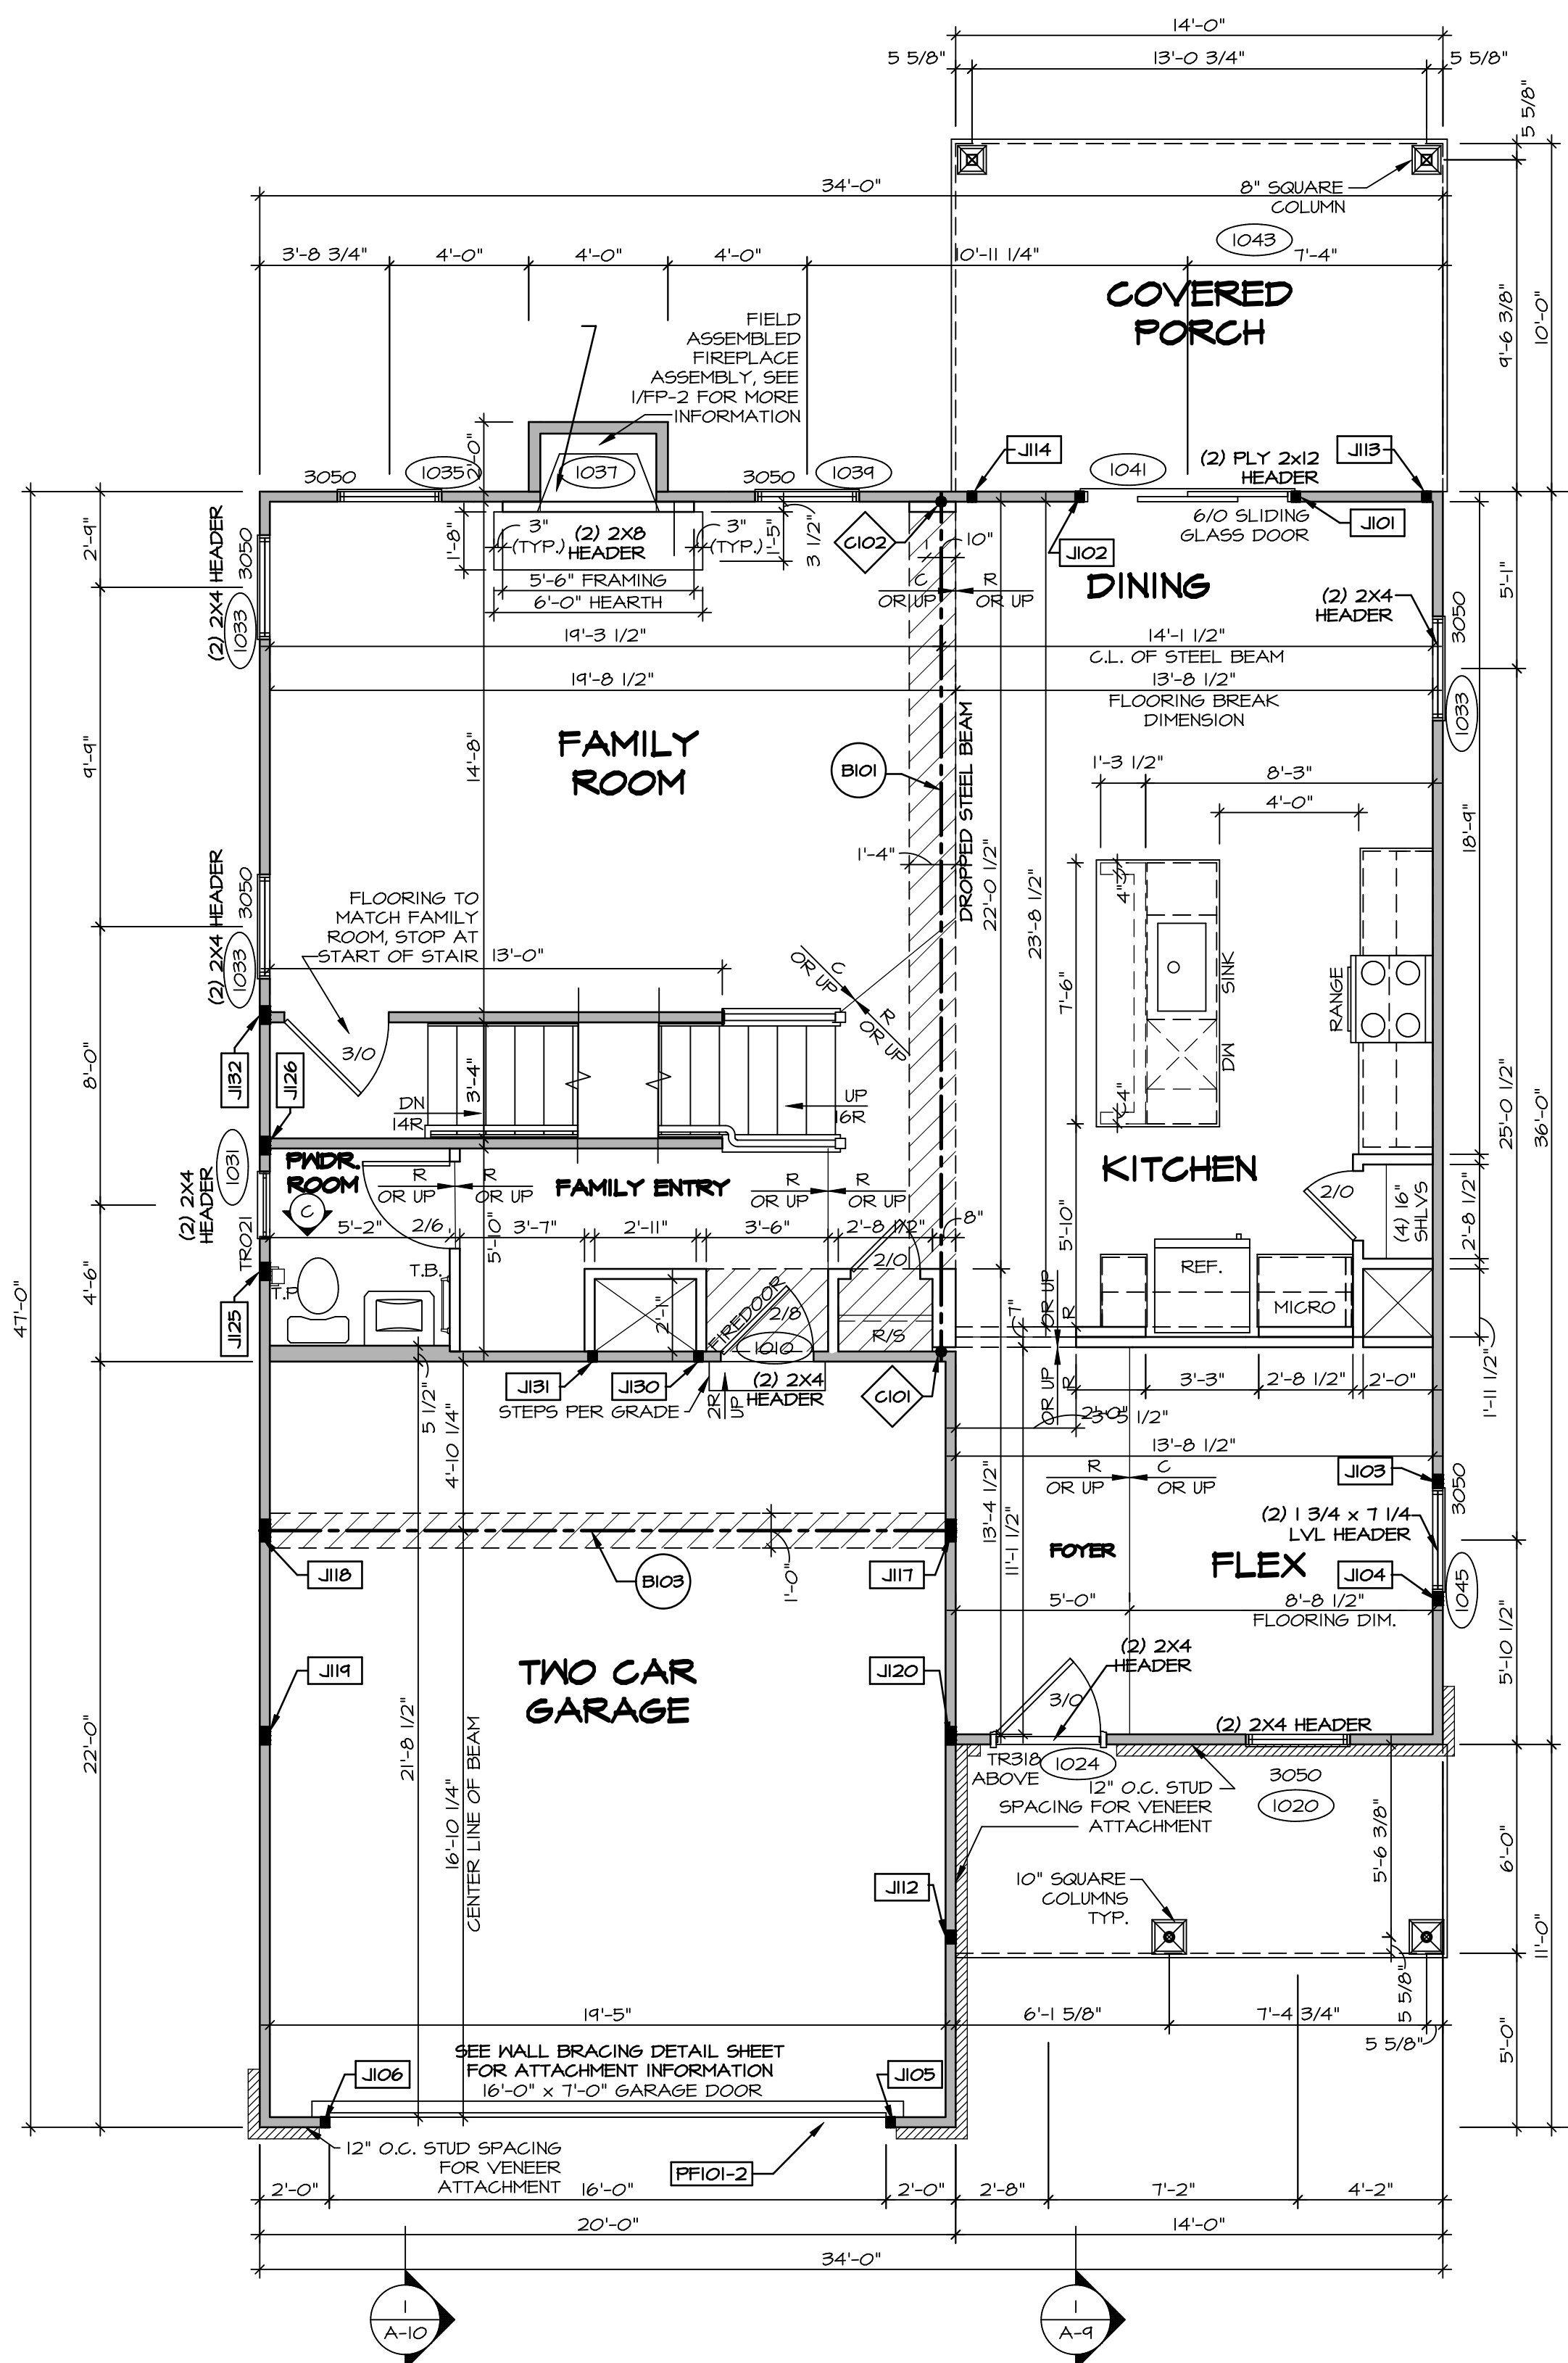 14'-0"
5 5/8"
13'-0 3/4"
5 5/8"
5 5/8"
34'-0"
8" SQUARE
COLUMN
1043
3'-8 3/4"
4'-0"
4'-0"
4'-0"
10'-11 1/4"
7'-4"
COVERED
PORCH
9'-6 3/8"
10'-0"
FIELD
ASSEMBLED
FIREPLACE
ASSEMBLY, SEE
1/FP-2 FOR MORE
INFORMATION
2'-0"
3050
1035
1037
3050
1039
J114
1041
(2) PLY 2x12
HEADER
J113
6/0 SLIDING
GLASS DOOR
J101
J102
C102
2'-9"
(2) 2X4 HEADER
3050
1033
1'-8"
3"
(TYP.)
(2) 2X8
HEADER
3"
(TYP.)
1'-5"
3 1/2"
10"
5'-6" FRAMING
6'-0" HEARTH
C
OR UP
R
OR UP
DINING
(2) 2X4
HEADER
3050
1033
5'-1"
19'-3 1/2"
14'-1 1/2"
C.L. OF STEEL BEAM
19'-8 1/2"
13'-8 1/2"
FLOORING BREAK
DIMENSION
9'-9"
14'-8"
FAMILY
ROOM
B101
DROPPED STEEL BEAM
22'-0 1/2"
23'-8 1/2"
1'-3 1/2"
8'-3"
4'-0"
18'-9"
1'-4"
4"
7'-6"
SINK
DW
4"
RANGE
(2) 2X4 HEADER
3050
1033
FLOORING TO
MATCH FAMILY
ROOM, STOP AT
START OF STAIR
13'-0"
C
OR UP
R
OR UP
3/0
J132
J126
8'-0"
DN
14R
3'-4"
UP
16R
25'-0 1/2"
36'-0"
KITCHEN
2/0
(4) 16"
SHLVS
2'-8 1/2"
1031
(2) 2X4
HEADER
TR021
PWDR.
ROOM
C
R
OR UP
R
OR UP
FAMILY ENTRY
R
OR UP
R
OR UP
5'-2"
2/6
5'-10"
3'-7"
2'-11"
3'-6"
2'-8 1/2"
8"
5'-10"
4'-6"
47'-0"
J125
T.P.
T.B.
2'-1"
FIREDOOR
2/8
1010
2/0
R/S
7"
OR UP
R
OR UP
R
REF.
MICRO
1'-11 1/2"
J131
J130
(2) 2X4
HEADER
STEPS PER GRADE
2R
UP
C101
5 1/2"
4'-10 1/4"
3'-3"
2'-8 1/2"
2'-0"
2'-0"
3'-5 1/2"
13'-8 1/2"
R
OR UP
C
OR UP
J103
3050
(2) 1 3/4 x 7 1/4
LVL HEADER
J104
1045
13'-4 1/2"
11'-1 1/2"
FOYER
FLEX
J118
B103
1'-0"
J117
5'-0"
8'-8 1/2"
FLOORING DIM.
5'-10 1/2"
J119
TWO CAR
GARAGE
J120
(2) 2X4
HEADER
3/0
(2) 2X4 HEADER
22'-0"
21'-8 1/2"
16'-10 1/4"
CENTER LINE OF BEAM
TR318
ABOVE
1024
3050
1020
12" O.C. STUD
SPACING FOR VENEER
ATTACHMENT
J112
10" SQUARE
COLUMNS
TYP.
5'-6 3/8"
6'-0"
11'-0"
5 5/8"
19'-5"
6'-1 5/8"
7'-4 3/4"
5 5/8"
5'-0"
SEE WALL BRACING DETAIL SHEET
FOR ATTACHMENT INFORMATION
16'-0" x 7'-0" GARAGE DOOR
J106
J105
12" O.C. STUD SPACING
FOR VENEER
ATTACHMENT
PF101-2
2'-0"
16'-0"
2'-0"
2'-8"
7'-2"
4'-2"
20'-0"
14'-0"
34'-0"
1
A-10
1
A-9